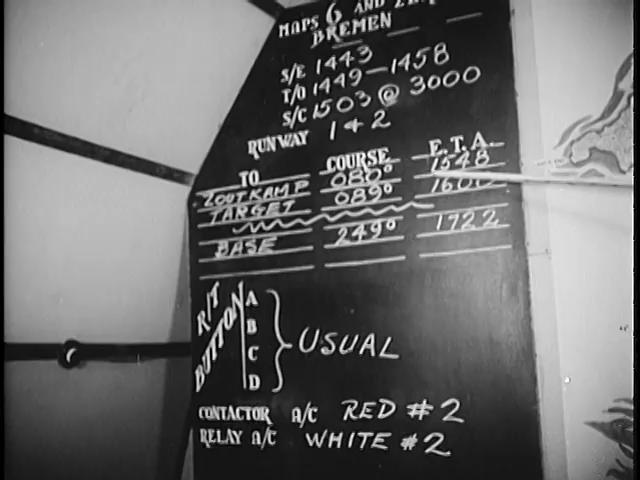 MAPS 6 AND
BREMEN
S/E 1443
T/O 1449-1458
S/C 1503 @ 3000
RUNWAY 1 & 2
TO COURSE E.T.A.
ZOOTKAMP 080° 1548
TARGET 089° 1600
BASE 249° 1722
R/T BUTTON A B C D } USUAL
CONTACTOR A/C RED #2
RELAY A/C WHITE #2